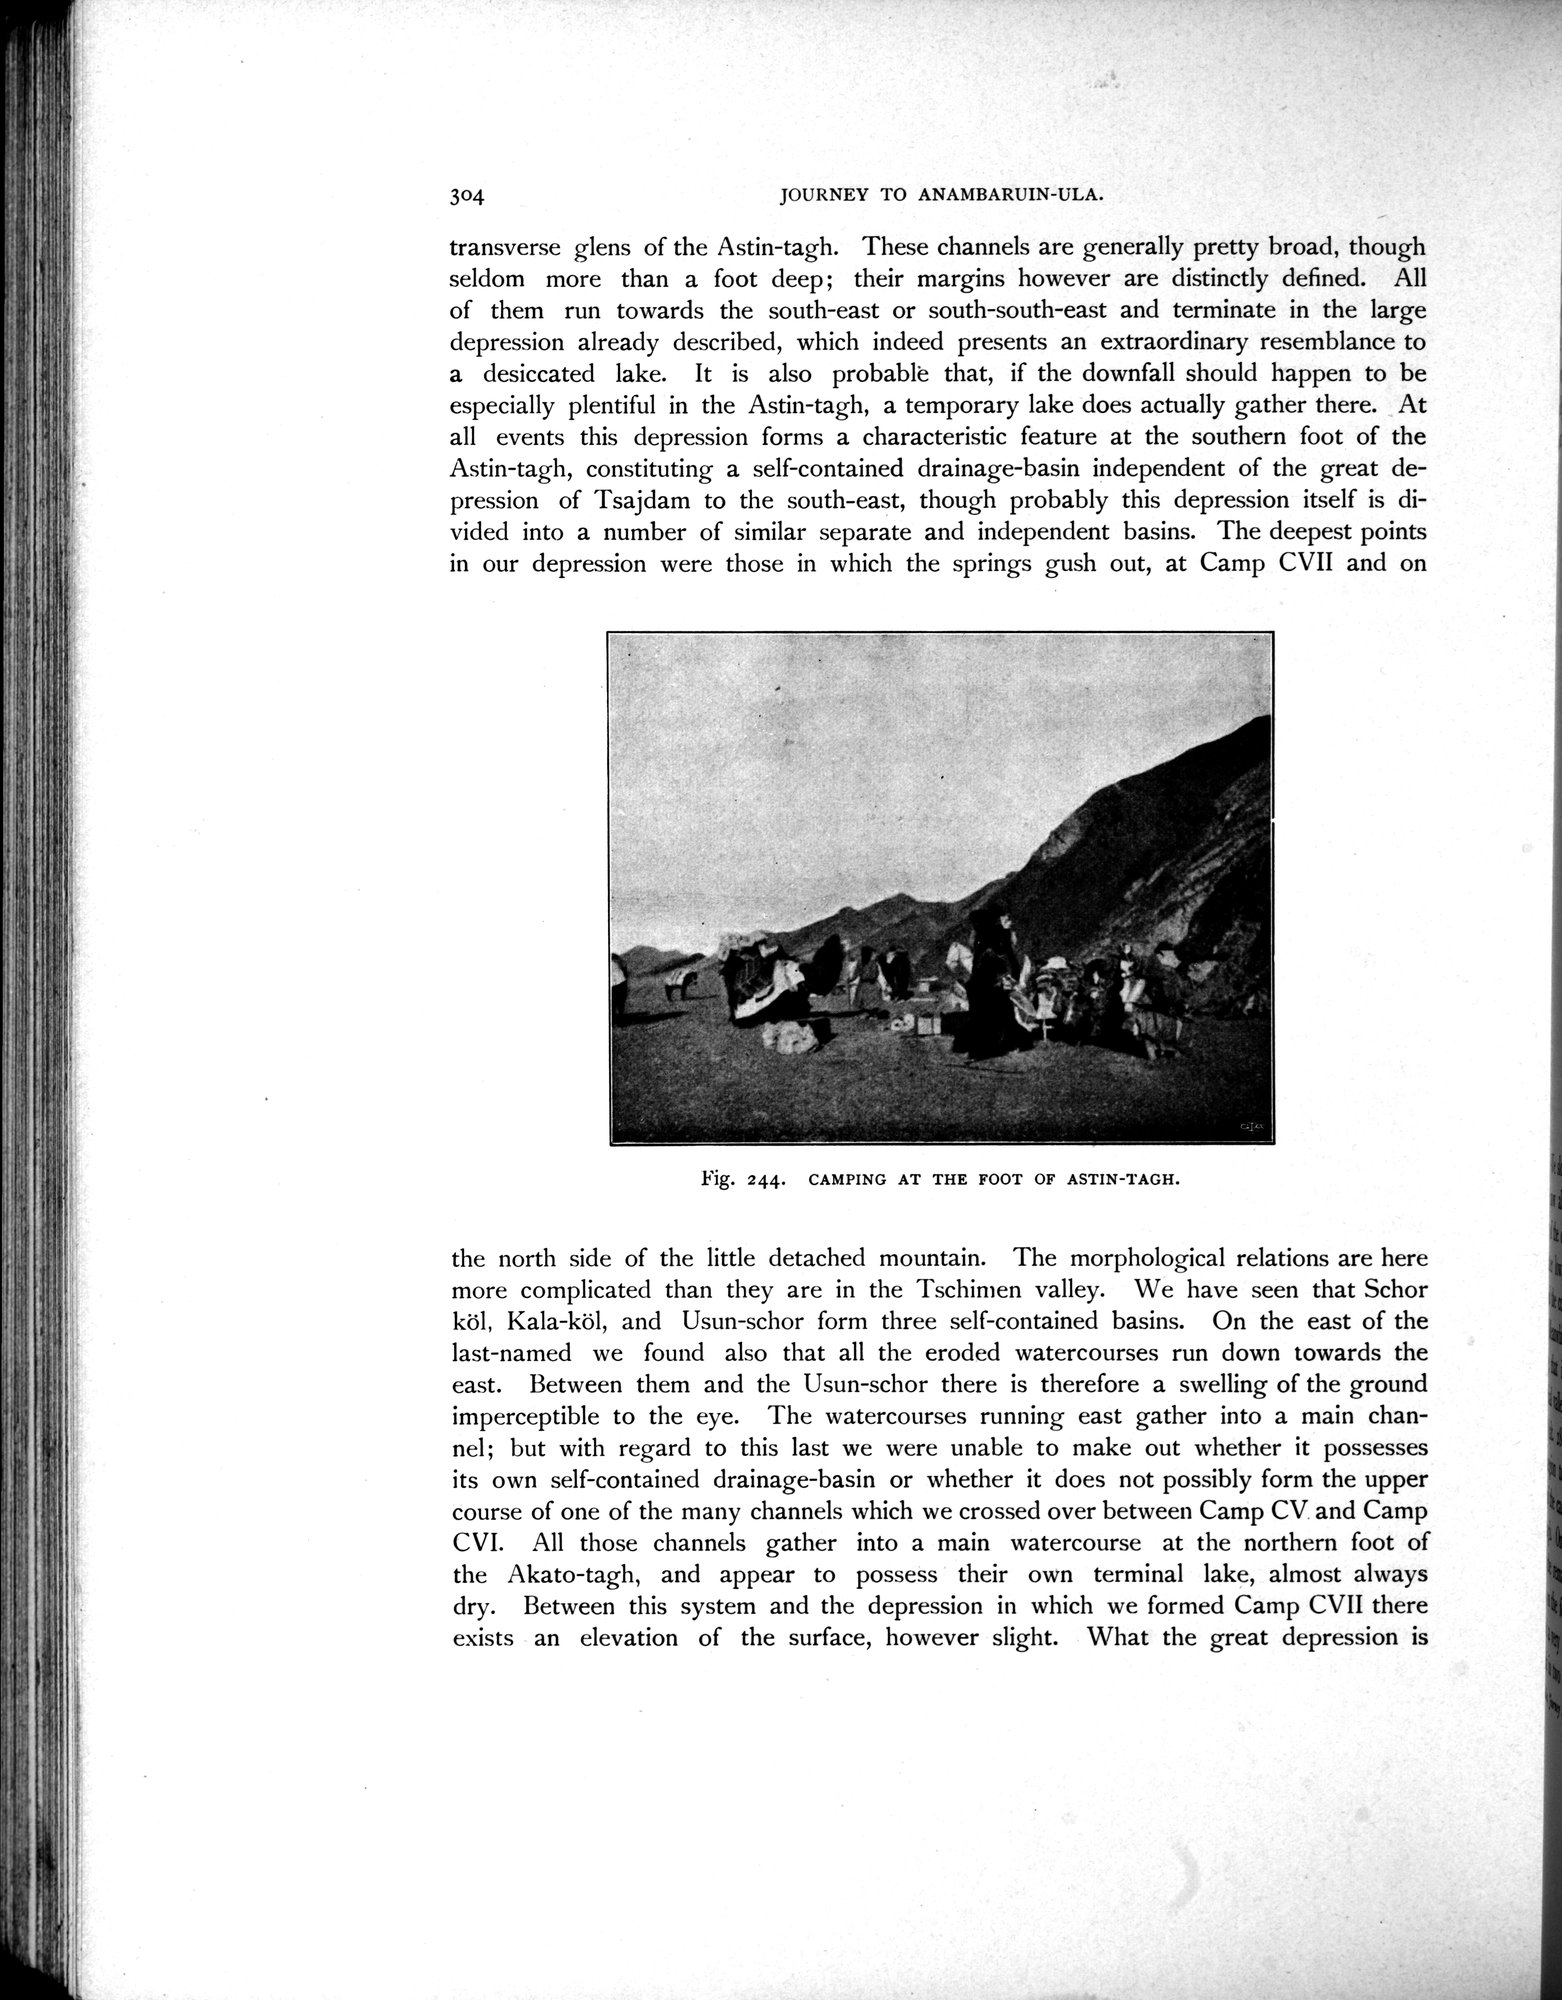 304
JOURNEY TO ANAMBARUIN-ULA.
transverse glens of the Astin-tagh. These channels are generally pretty broad, though
seldom more than a foot deep; their margins however are distinctly defined. All
of them run towards the south-east or south-south-east and terminate in the large
depression already described, which indeed presents an extraordinary resemblance to
a desiccated lake. It is also probable that, if the downfall should happen to be
especially plentiful in the Astin-tagh, a temporary lake does actually gather there. At
all events this depression forms a characteristic feature at the southern foot of the
Astin-tagh, constituting a self-contained drainage-basin independent of the great de-
pression of Tsajdam to the south-east, though probably this depression itself is di-
vided into a number of similar separate and independent basins. The deepest points
in our depression were those in which the springs gush out, at Camp CVII and on
Fig. 244. CAMPING AT THE FOOT OF ASTIN-TAGH.
the north side of the little detached mountain. The morphological relations are here
more complicated than they are in the Tschimen valley. We have seen that Schor
köl, Kala-köl, and Usun-schor form three self-contained basins. On the east of the
last-named we found also that all the eroded watercourses run down towards the
east. Between them and the Usun-schor there is therefore a swelling of the ground
imperceptible to the eye. The watercourses running east gather into a main chan-
nel; but with regard to this last we were unable to make out whether it possesses
its own self-contained drainage-basin or whether it does not possibly form the upper
course of one of the many channels which we crossed over between Camp CV and Camp
CVI. All those channels gather into a main watercourse at the northern foot of
the Akato-tagh, and appear to possess their own terminal lake, almost always
dry. Between this system and the depression in which we formed Camp CVII there
exists an elevation of the surface, however slight. What the great depression is